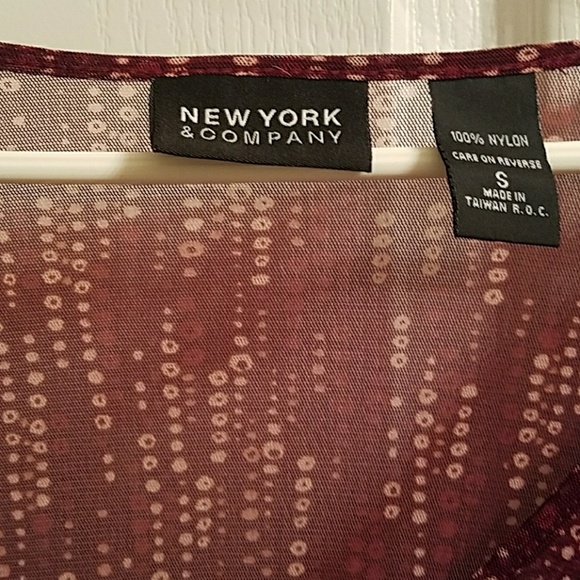 NEW YORK
& COMPANY
100% NYLON
CARE ON REVERSE
S
MADE IN
TAIWAN R.O.C.